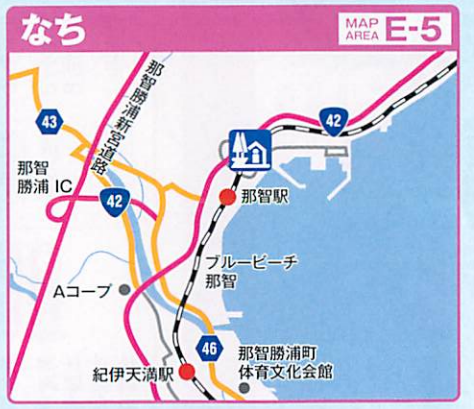 なち
MAP
AREA E-5
43
那智勝浦新宮道路
42
那智
勝浦 IC
42
那智駅
Aコープ
ブルービーチ
那智
46
紀伊天満駅
那智勝浦町
体育文化会館